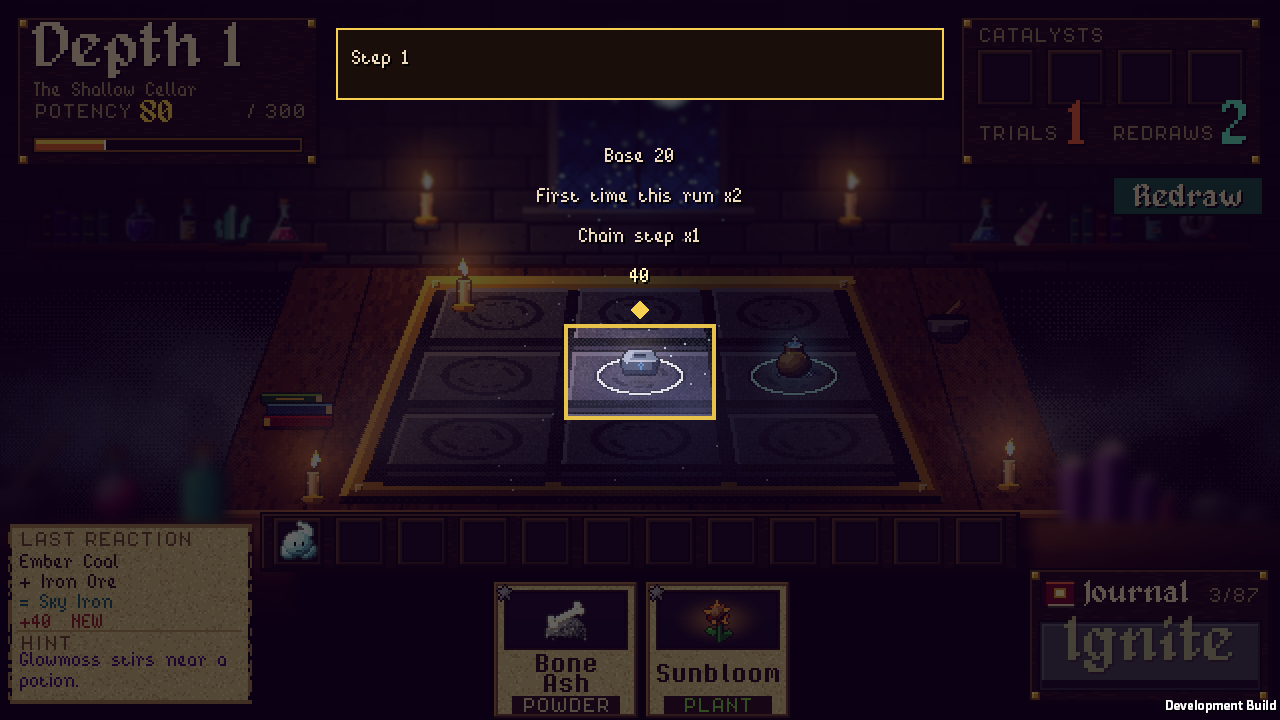 Depth 1
The Shallow Cellar
POTENCY 80 / 300
Step 1
CATALYSTS
TRIALS 1 REDRAWS 2
Redraw
Base 20
First time this run x2
Chain step x1
40
LAST REACTION
Ember Coal
+ Iron Ore
= Sky Iron
+40 NEW
HINT
Glowmoss stirs near a
potion.
Bone
Ash
POWDER
Sunbloom
PLANT
Journal 3/87
Ignite
Development Build